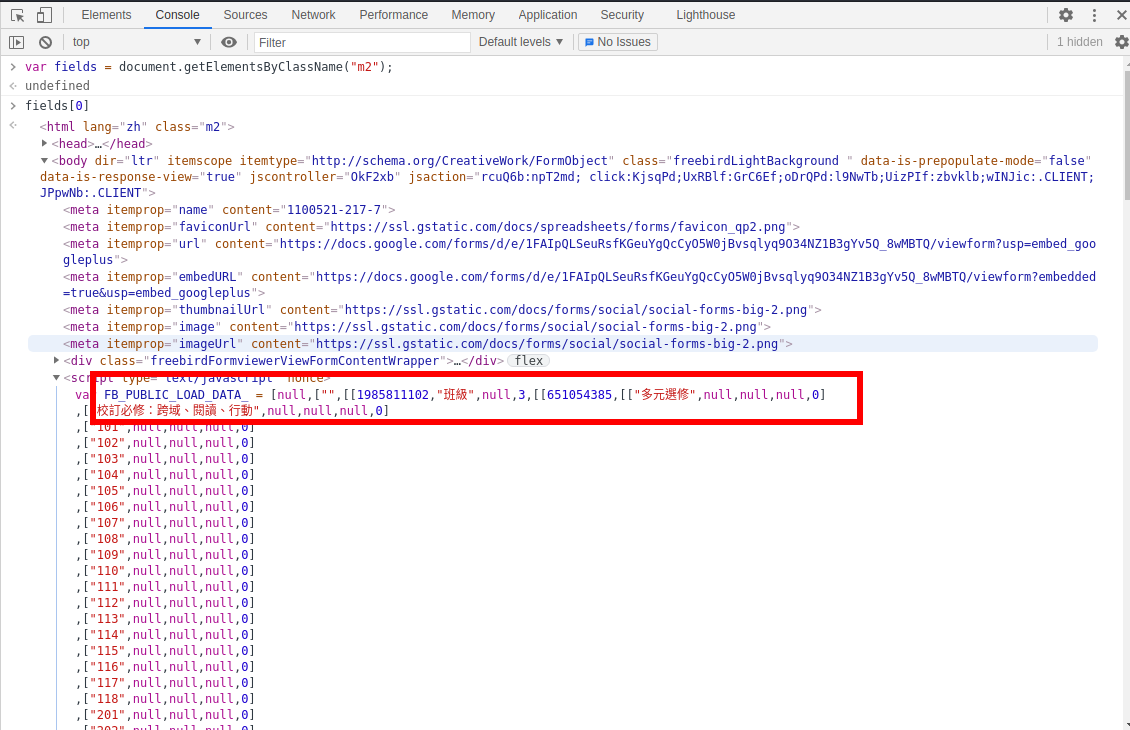 Elements Console Sources Network Performance Memory Application Security Lighthouse
top Filter Default levels No Issues 1 hidden
var fields = document.getElementsByClassName("m2");
undefined
fields[0]
<html lang="zh" class="m2">
<head>…</head>
<body dir="ltr" itemscope itemtype="http://schema.org/CreativeWork/FormObject" class="freebirdLightBackground " data-is-prepopulate-mode="false"
data-is-response-view="true" jscontroller="OkF2xb" jsaction="rcuQ6b:npT2md; click:KjsqPd;UxRBlf:GrC6Ef;oDrQPd:l9NwTb;UizPIf:zbvklb;wINJic:.CLIENT;
JPpwNb:.CLIENT">
<meta itemprop="name" content="1100521-217-7">
<meta itemprop="faviconUrl" content="https://ssl.gstatic.com/docs/spreadsheets/forms/favicon_qp2.png">
<meta itemprop="url" content="https://docs.google.com/forms/d/e/1FAIpQLSeuRsfKGeuYgQcCyO5W0jBvsqlyq9O34NZ1B3gYv5Q_8wMBTQ/viewform?usp=embed_goo
gleplus">
<meta itemprop="embedURL" content="https://docs.google.com/forms/d/e/1FAIpQLSeuRsfKGeuYgQcCyO5W0jBvsqlyq9O34NZ1B3gYv5Q_8wMBTQ/viewform?embedded
=true&usp=embed_googleplus">
<meta itemprop="thumbnailUrl" content="https://ssl.gstatic.com/docs/forms/social/social-forms-big-2.png">
<meta itemprop="image" content="https://ssl.gstatic.com/docs/forms/social/social-forms-big-2.png">
<meta itemprop="imageUrl" content="https://ssl.gstatic.com/docs/forms/social/social-forms-big-2.png">
<div class="freebirdFormviewerViewFormContentWrapper">…</div> flex
<script type="text/javascript" nonce>
var FB_PUBLIC_LOAD_DATA_ = [null,["",[[1985811102,"班級",null,3,[[651054385,[["多元選修",null,null,null,0]
,["校訂必修：跨域、閱讀、行動",null,null,null,0]
,["101",null,null,null,0]
,["102",null,null,null,0]
,["103",null,null,null,0]
,["104",null,null,null,0]
,["105",null,null,null,0]
,["106",null,null,null,0]
,["107",null,null,null,0]
,["108",null,null,null,0]
,["109",null,null,null,0]
,["110",null,null,null,0]
,["111",null,null,null,0]
,["112",null,null,null,0]
,["113",null,null,null,0]
,["114",null,null,null,0]
,["115",null,null,null,0]
,["116",null,null,null,0]
,["117",null,null,null,0]
,["118",null,null,null,0]
,["201",null,null,null,0]
,["202",null,null,null,0]